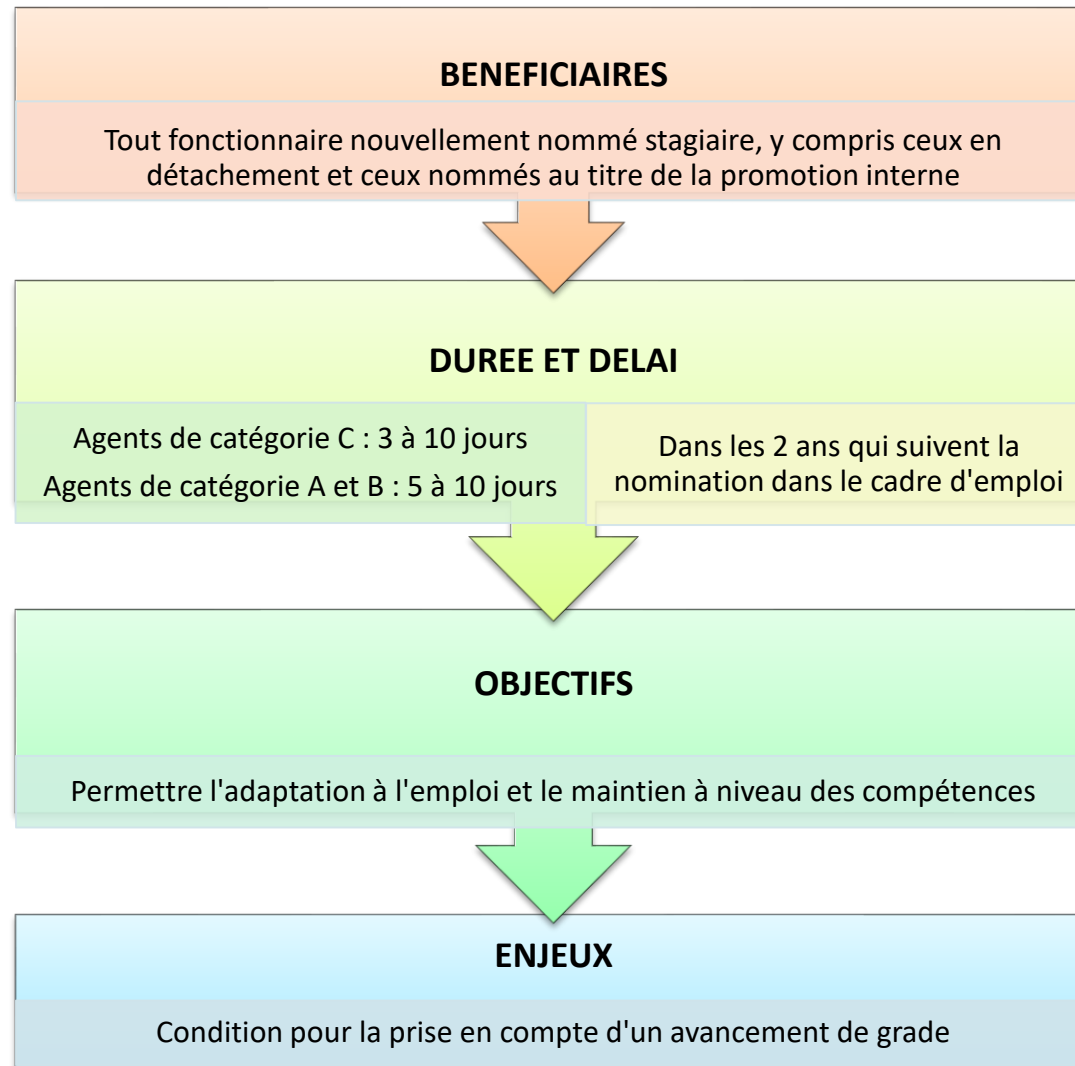 BENEFICIAIRES
Tout fonctionnaire nouvellement nommé stagiaire, y compris ceux en
détachement et ceux nommés au titre de la promotion interne
DUREE ET DELAI
Agents de catégorie C : 3 à 10 jours
Agents de catégorie A et B : 5 à 10 jours
Dans les 2 ans qui suivent la
nomination dans le cadre d'emploi
OBJECTIFS
Permettre l'adaptation à l'emploi et le maintien à niveau des compétences
ENJEUX
Condition pour la prise en compte d'un avancement de grade